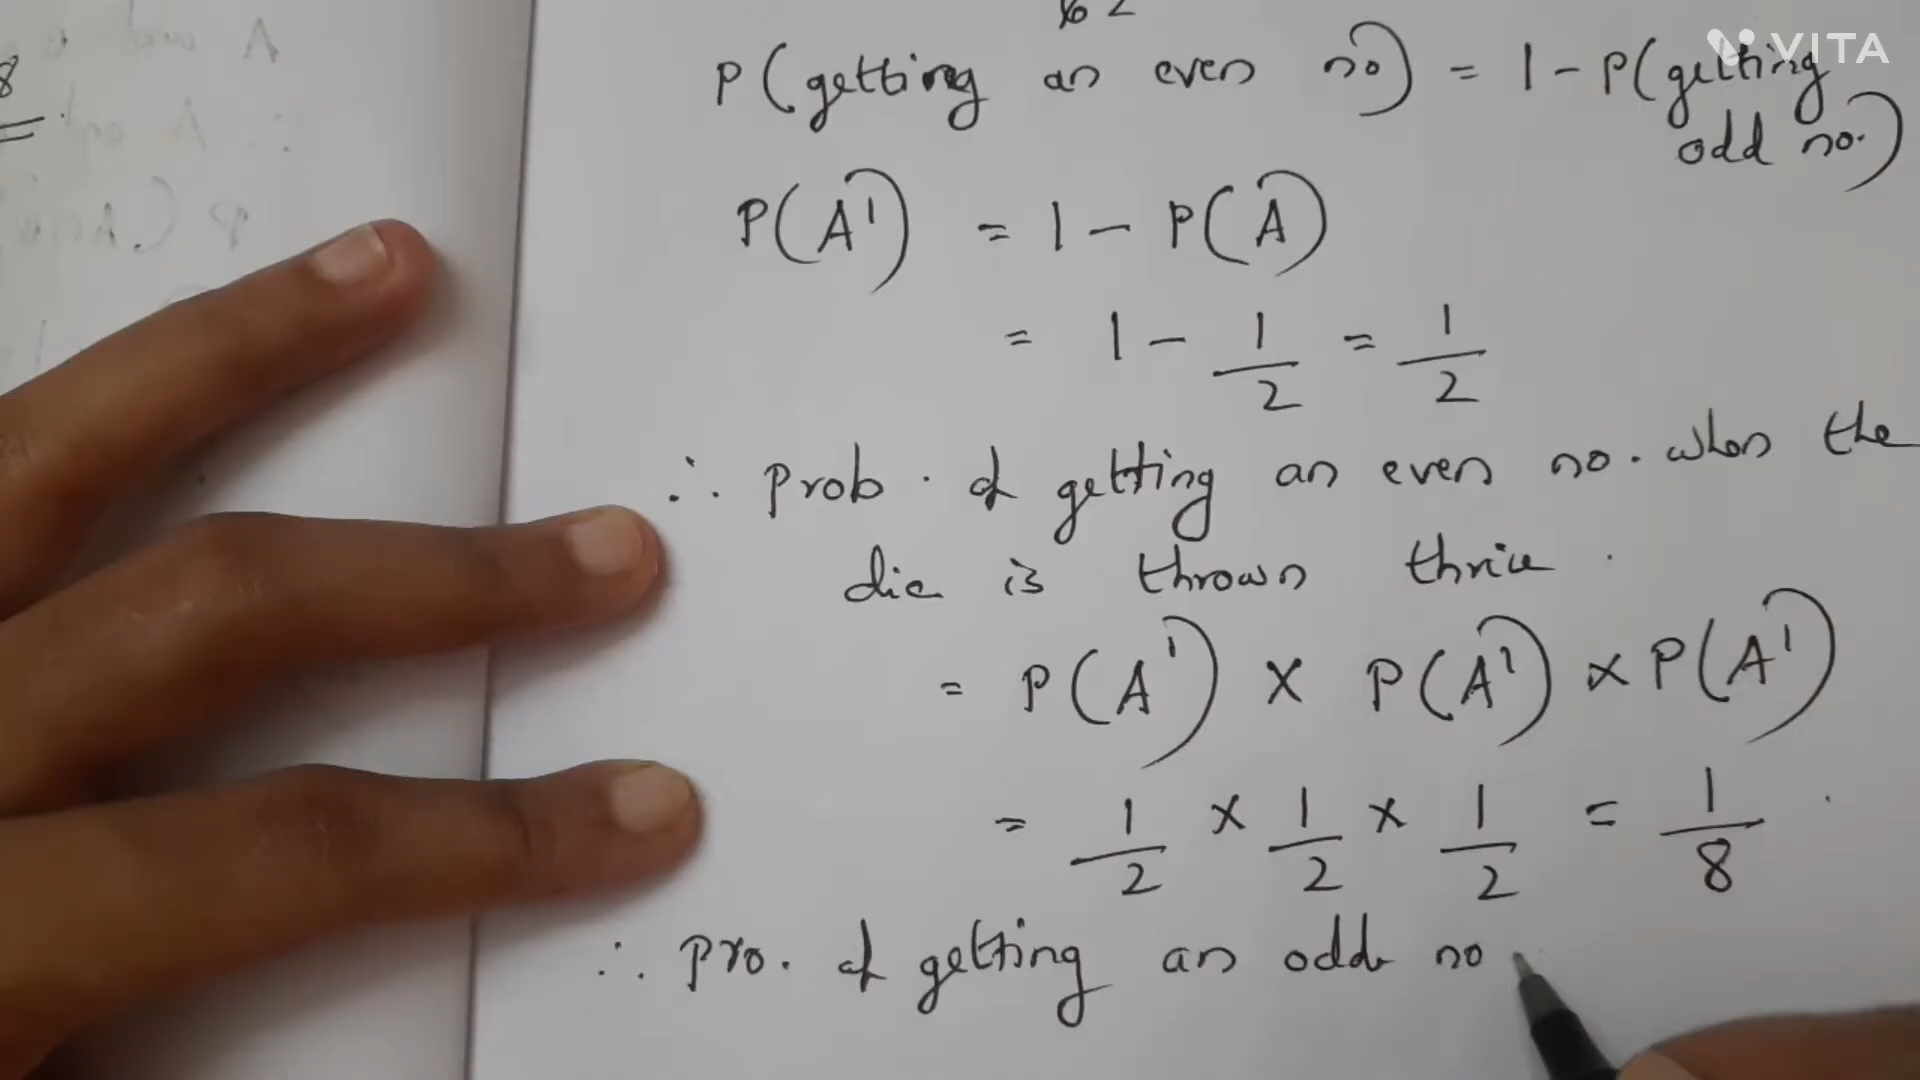 VITA
P(getting an even no) = 1 - P(getting
odd no.)
P(A') = 1 - P(A)
= 1 - 1/2 = 1/2
∴ prob. of getting an even no. when the
die is thrown thrice.
= P(A') × P(A') × P(A')
= 1/2 × 1/2 × 1/2 = 1/8
∴ pro. of getting an odd no
8